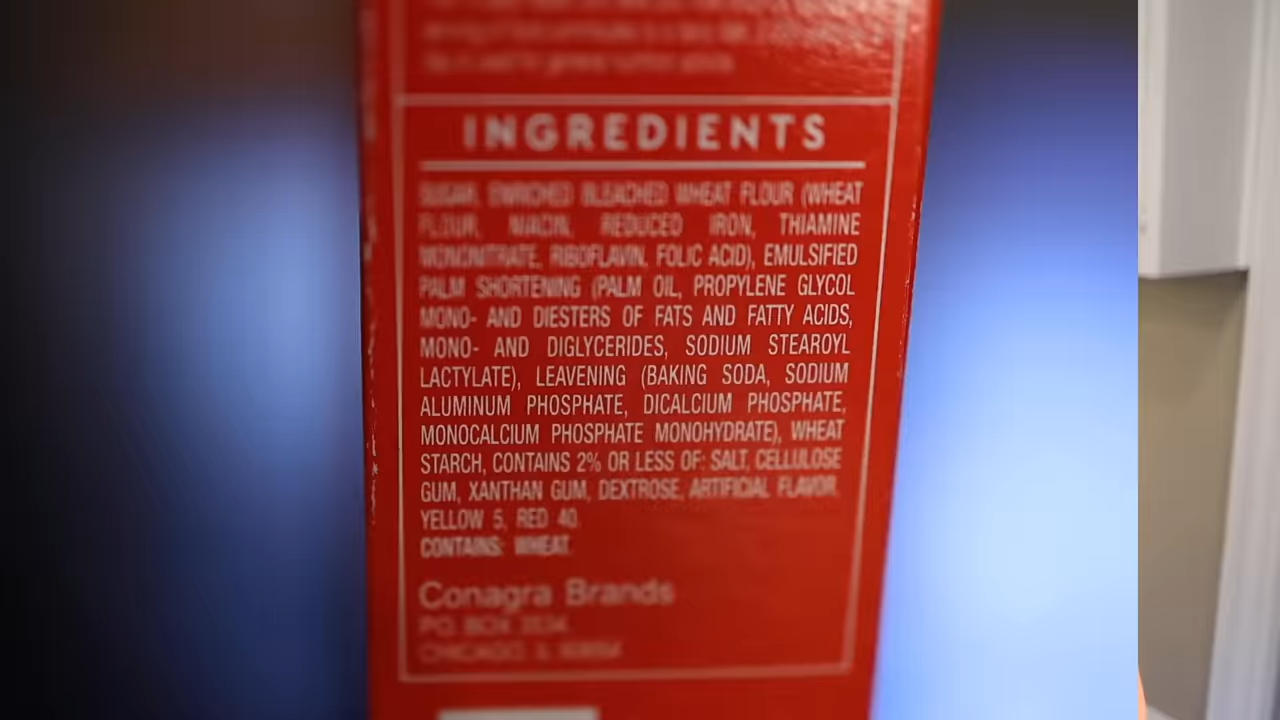 INGREDIENTS
SUGAR, ENRICHED BLEACHED WHEAT FLOUR (WHEAT
FLOUR, NIACIN, REDUCED IRON, THIAMINE
MONONITRATE, RIBOFLAVIN, FOLIC ACID), EMULSIFIED
PALM SHORTENING (PALM OIL, PROPYLENE GLYCOL
MONO- AND DIESTERS OF FATS AND FATTY ACIDS,
MONO- AND DIGLYCERIDES, SODIUM STEAROYL
LACTYLATE), LEAVENING (BAKING SODA, SODIUM
ALUMINUM PHOSPHATE, DICALCIUM PHOSPHATE,
MONOCALCIUM PHOSPHATE MONOHYDRATE), WHEAT
STARCH, CONTAINS 2% OR LESS OF: SALT, CELLULOSE
GUM, XANTHAN GUM, DEXTROSE, ARTIFICIAL FLAVOR,
YELLOW 5, RED 40.
CONTAINS: WHEAT.
Conagra Brands
P.O. BOX
CHICAGO, IL